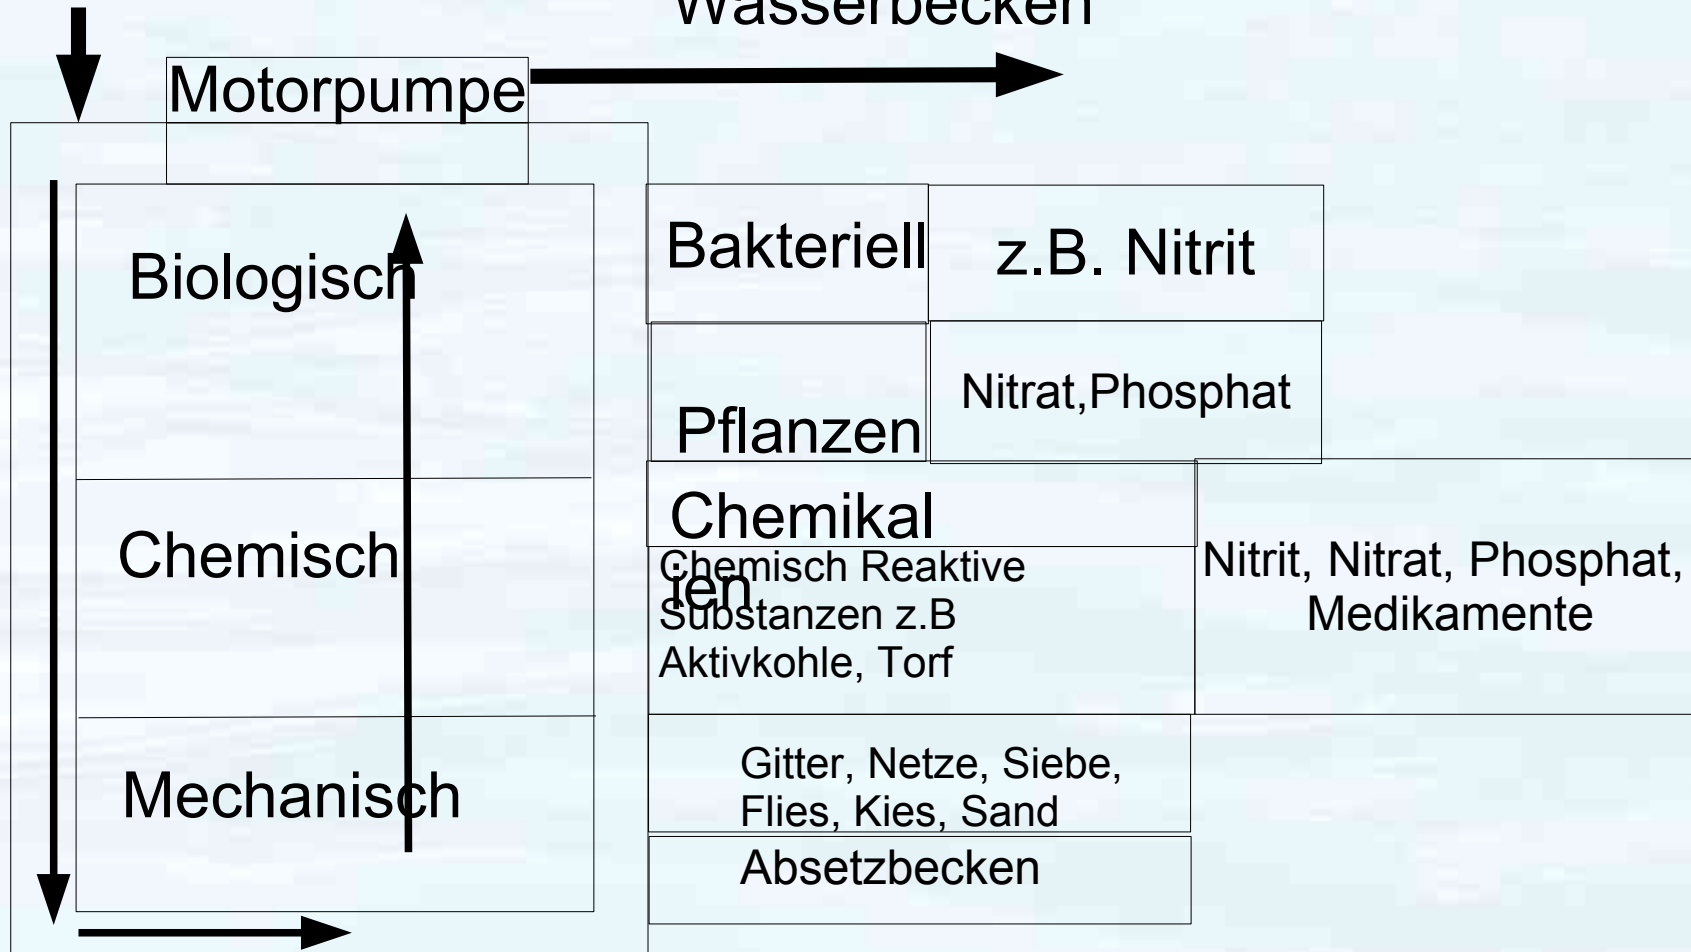 Wasserbecken
Motorpumpe
Biologisch
Bakteriell
z.B. Nitrit
Pflanzen
Nitrat,Phosphat
Chemisch
Chemikal
ien
Chemisch Reaktive
Substanzen z.B
Aktivkohle, Torf
Nitrit, Nitrat, Phosphat,
Medikamente
Mechanisch
Gitter, Netze, Siebe,
Flies, Kies, Sand
Absetzbecken